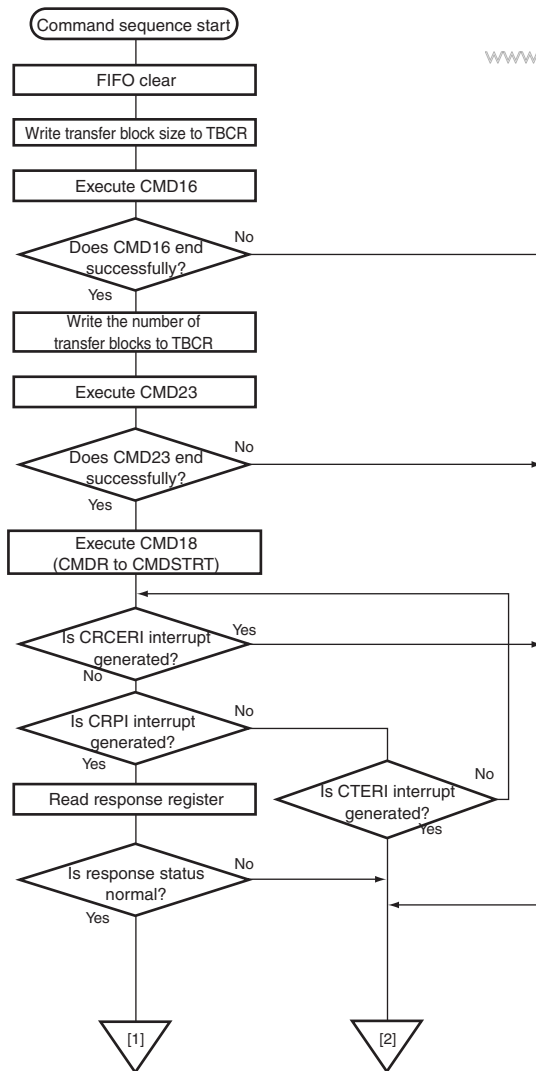 Command sequence start
FIFO clear
Write transfer block size to TBCR
Execute CMD16
Does CMD16 end
successfully?
No
Yes
Write the number of
transfer blocks to TBCR
Execute CMD23
Does CMD23 end
successfully?
No
Yes
Execute CMD18
(CMDR to CMDSTRT)
Is CRCERI interrupt
generated?
Yes
No
Is CRPI interrupt
generated?
No
Yes
Read response register
Is CTERI interrupt
generated?
No
Yes
Is response status
normal?
No
Yes
[1]
[2]